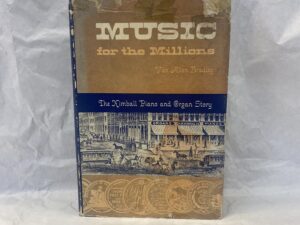 MUSIC
for the Millions
Van Allen Bradley
The Kimball Piano and Organ Story